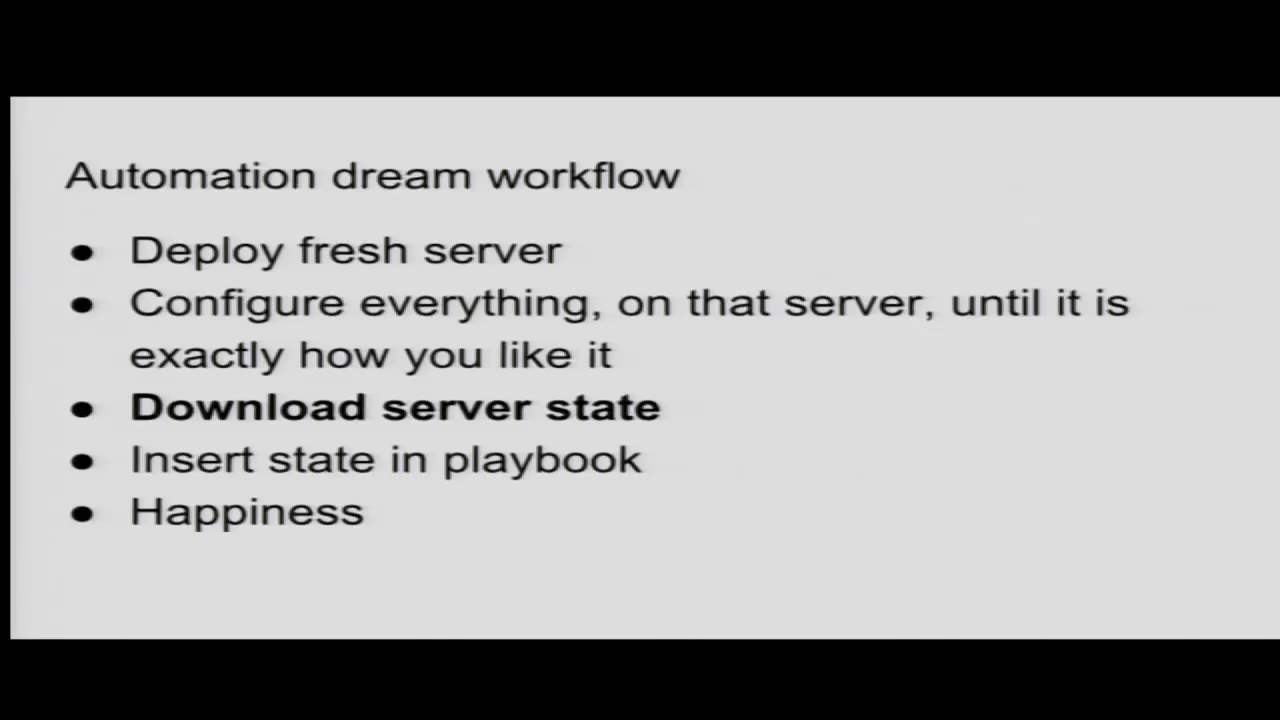 Automation dream workflow
● Deploy fresh server
● Configure everything, on that server, until it is
exactly how you like it
● Download server state
● Insert state in playbook
● Happiness